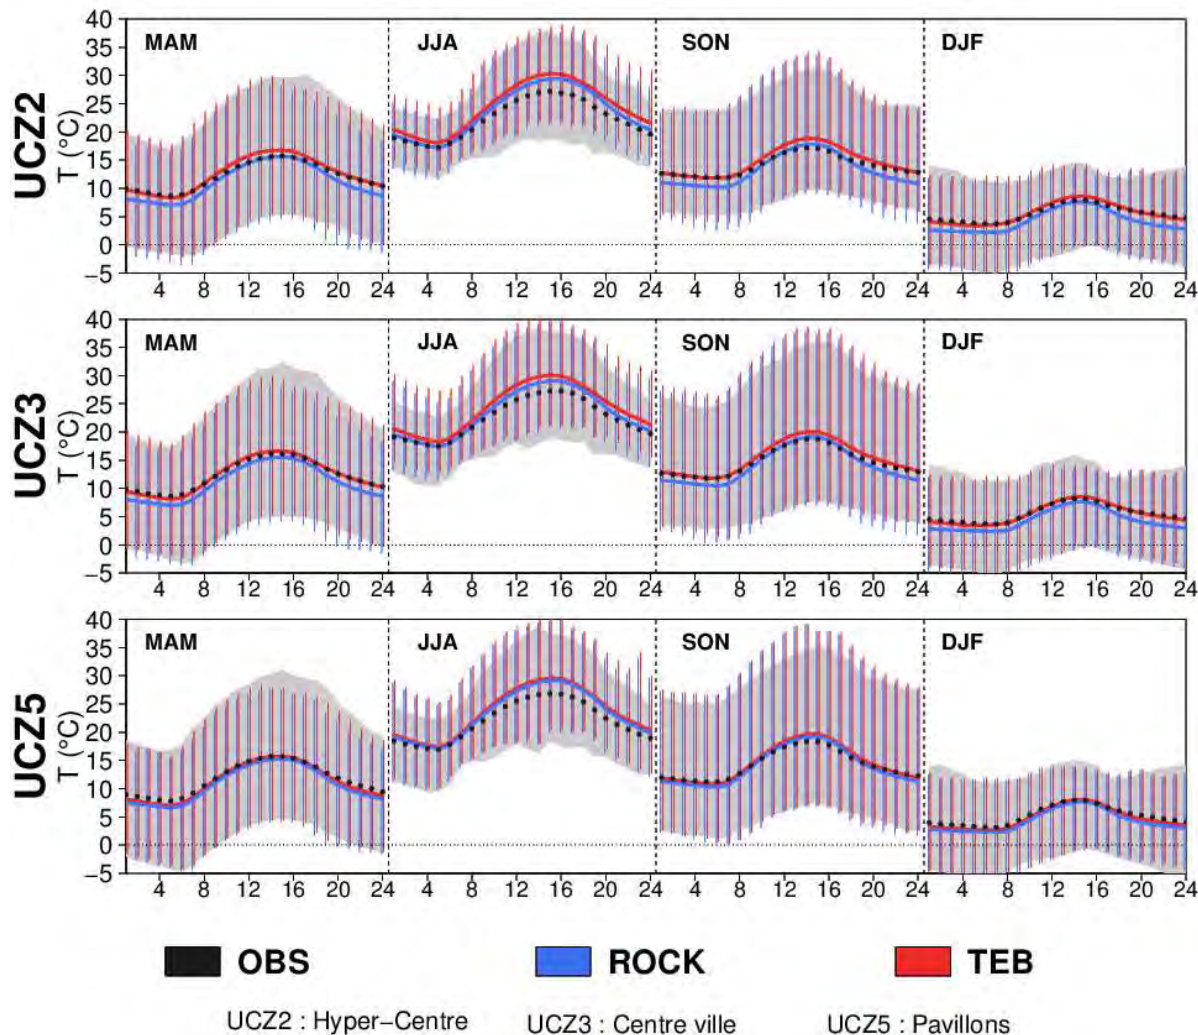 40
35
30
25
20
15
10
5
0
−5
UCZ2
T (°C)
MAM
JJA
SON
DJF
4 8 12 16 20 24 4 8 12 16 20 24 4 8 12 16 20 24 4 8 12 16 20 24
40
35
30
25
20
15
10
5
0
−5
UCZ3
T (°C)
MAM
JJA
SON
DJF
4 8 12 16 20 24 4 8 12 16 20 24 4 8 12 16 20 24 4 8 12 16 20 24
40
35
30
25
20
15
10
5
0
−5
UCZ5
T (°C)
MAM
JJA
SON
DJF
4 8 12 16 20 24 4 8 12 16 20 24 4 8 12 16 20 24 4 8 12 16 20 24
OBS ROCK TEB
UCZ2 : Hyper−Centre UCZ3 : Centre ville UCZ5 : Pavillons